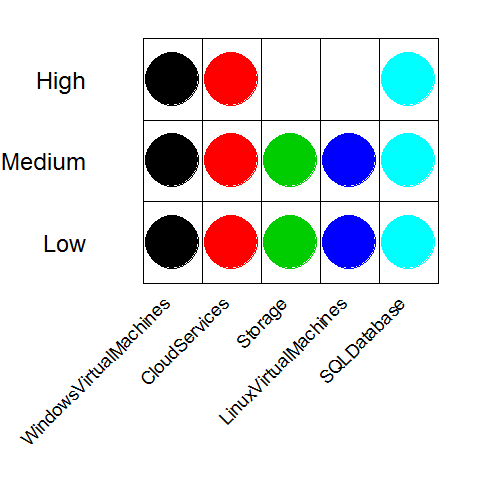 High
Medium
Low
WindowsVirtualMachines
CloudServices
Storage
LinuxVirtualMachines
SQLDatabase